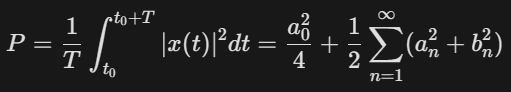 P = \frac{1}{T} \int_{t_0}^{t_0+T} |x(t)|^2 dt = \frac{a_0^2}{4} + \frac{1}{2} \sum_{n=1}^{\infty} (a_n^2 + b_n^2)